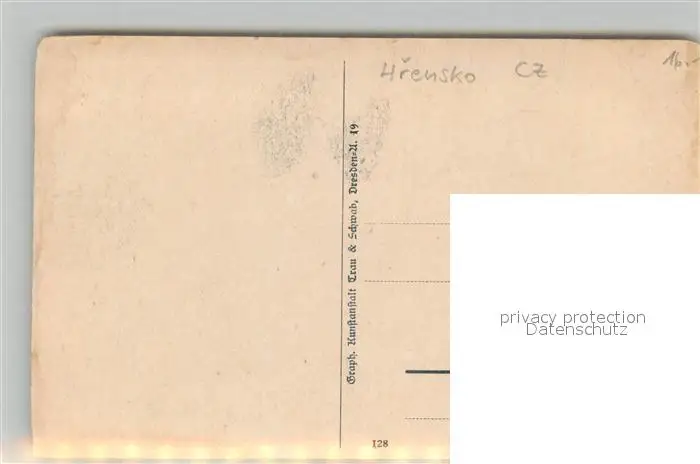 Hřensko CZ
Graph. Kunstanstalt Trau & Schwab, Dresden-A. 19
privacy protection
Datenschutz
128